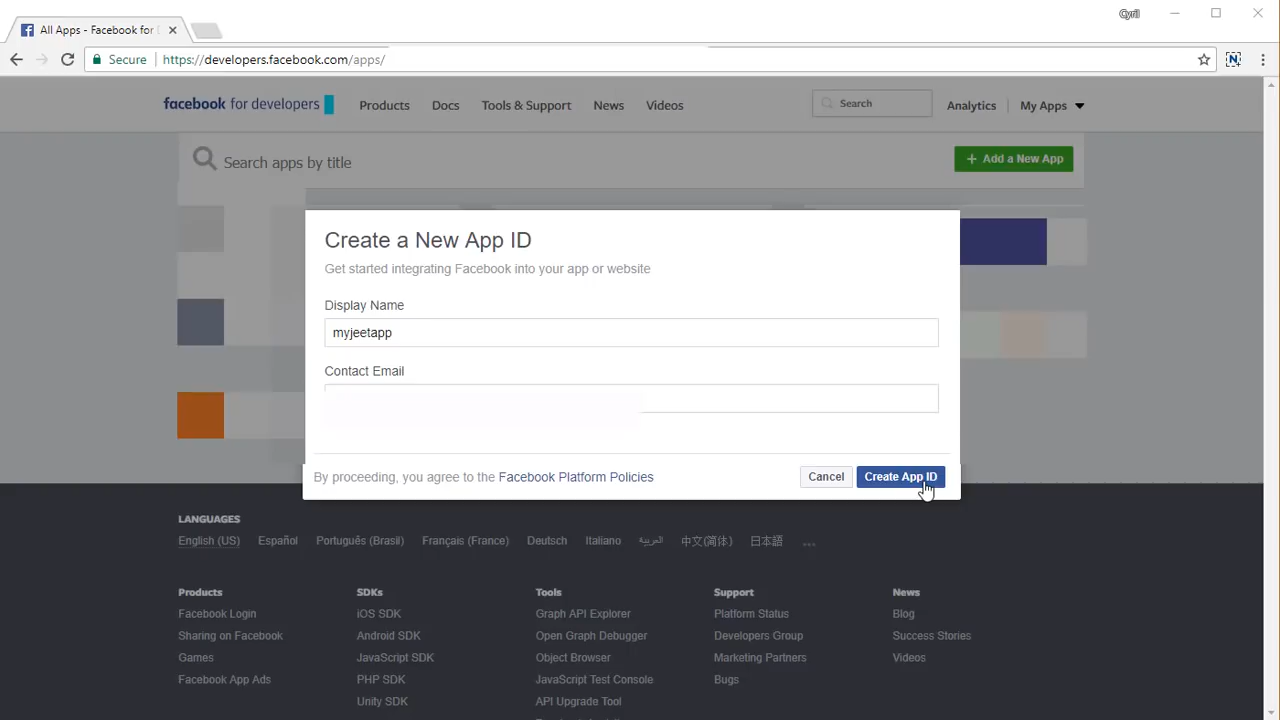 Cyril
All Apps - Facebook for
Secure https://developers.facebook.com/apps/
facebook for developers Products Docs Tools & Support News Videos Search Analytics My Apps
Search apps by title + Add a New App
Create a New App ID
Get started integrating Facebook into your app or website
Display Name
myjeetapp
Contact Email
By proceeding, you agree to the Facebook Platform Policies Cancel Create App ID
LANGUAGES
English (US) Español Português (Brasil) Français (France) Deutsch Italiano العربية 中文(简体) 日本語 ...
Products SDKs Tools Support News
Facebook Login iOS SDK Graph API Explorer Platform Status Blog
Sharing on Facebook Android SDK Open Graph Debugger Developers Group Success Stories
Games JavaScript SDK Object Browser Marketing Partners Videos
Facebook App Ads PHP SDK JavaScript Test Console Bugs
Unity SDK API Upgrade Tool